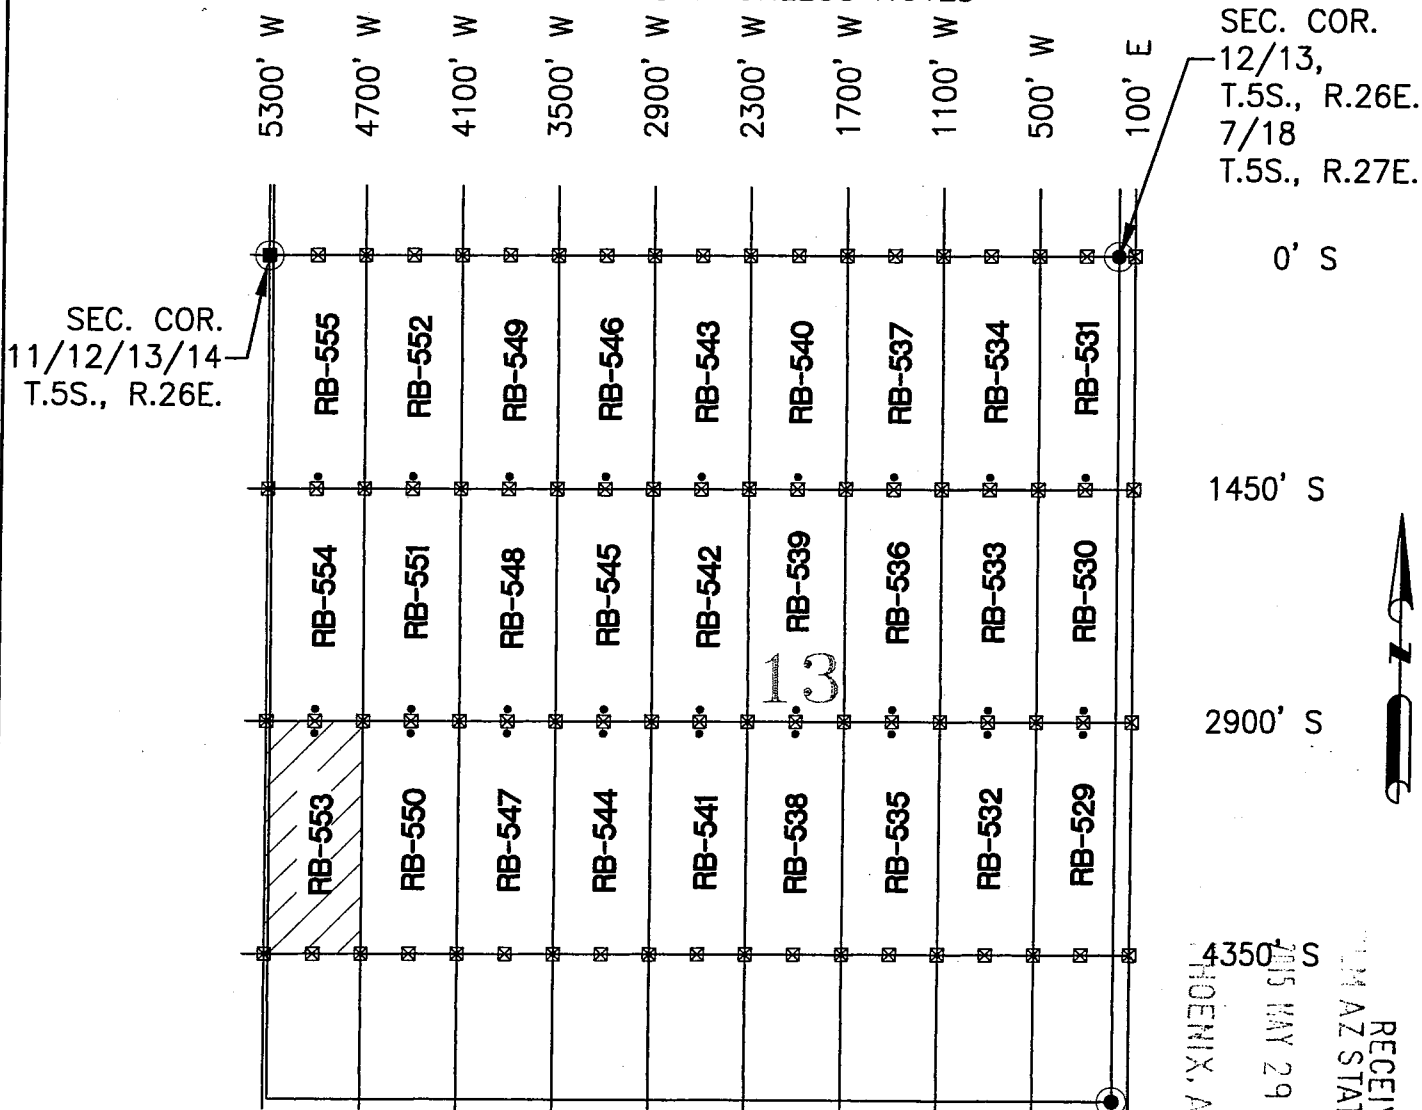 5300' W
4700' W
4100' W
3500' W
2900' W
2300' W
1700' W
1100' W
500' W
100' E
SEC. COR.
12/13,
T.5S., R.26E.
7/18
T.5S., R.27E.
0' S
SEC. COR.
11/12/13/14
T.5S., R.26E.
RB-555
RB-552
RB-549
RB-546
RB-543
RB-540
RB-537
RB-534
RB-531
1450' S
RB-554
RB-551
RB-548
RB-545
RB-542
RB-539
RB-536
RB-533
RB-530
13
N
2900' S
RB-553
RB-550
RB-547
RB-544
RB-541
RB-538
RB-535
RB-532
RB-529
4350' S
AZ STAT
MAY 29